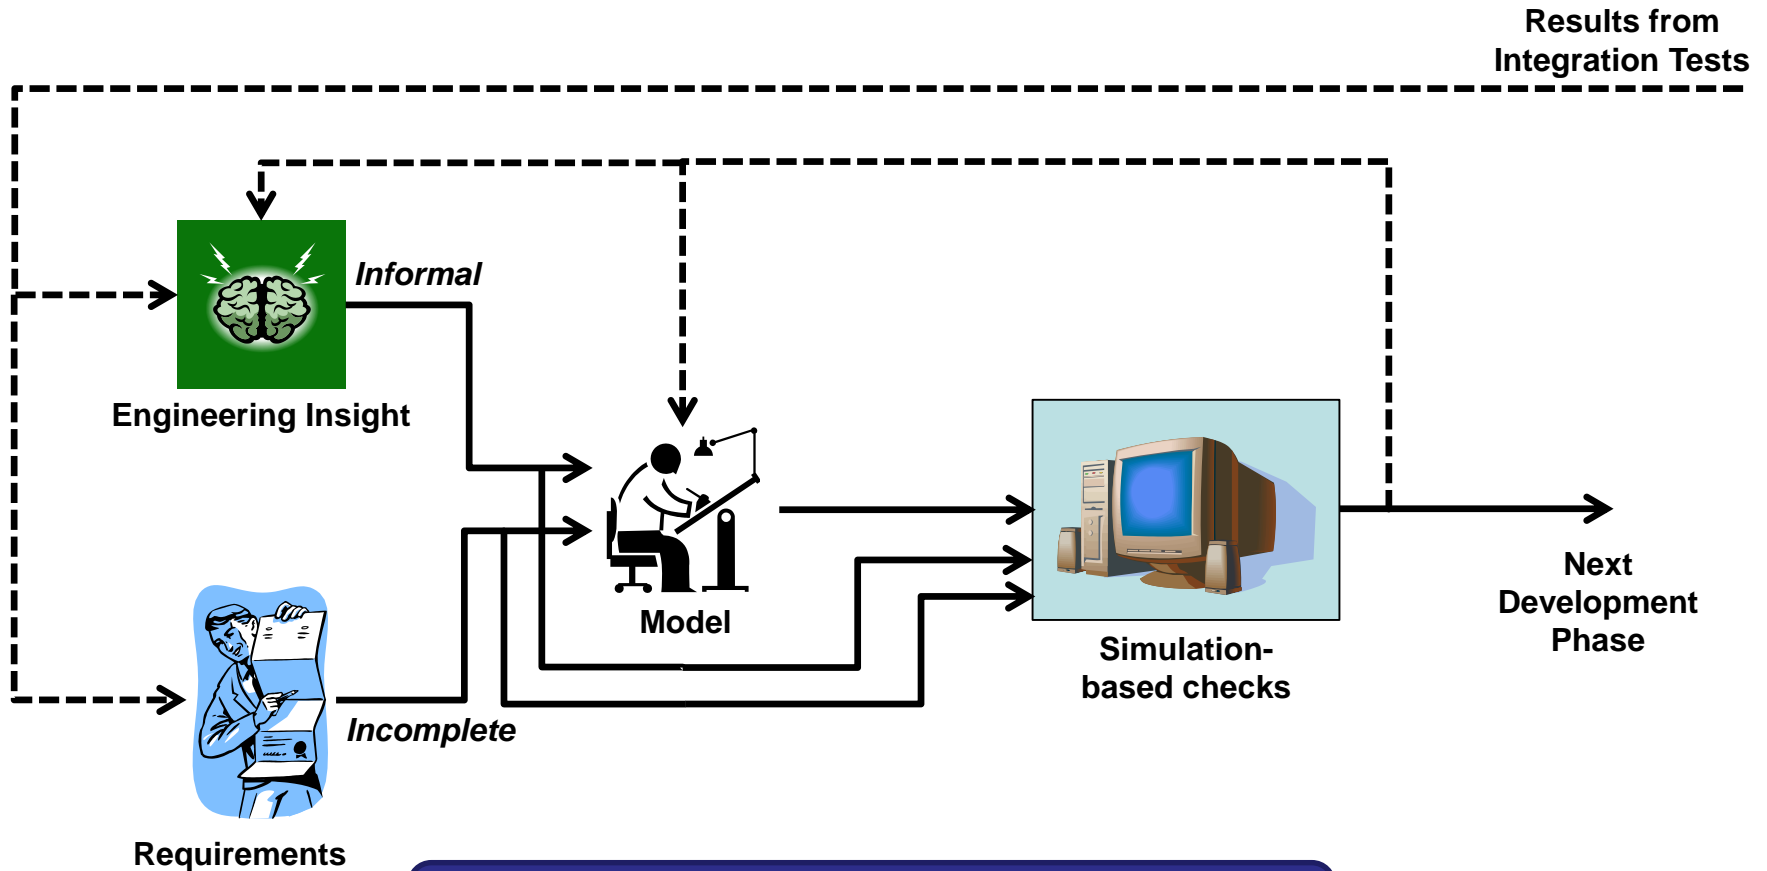 Results from
Integration Tests
Informal
Engineering Insight
Model
Simulation-
based checks
Next
Development
Phase
Incomplete
Requirements